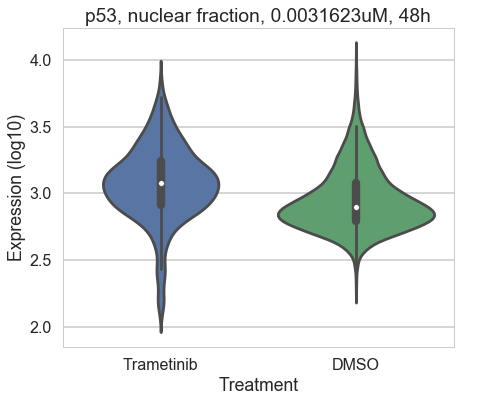 p53, nuclear fraction, 0.0031623uM, 48h
4.0
3.5
3.0
2.5
2.0
Expression (log10)
Trametinib
DMSO
Treatment